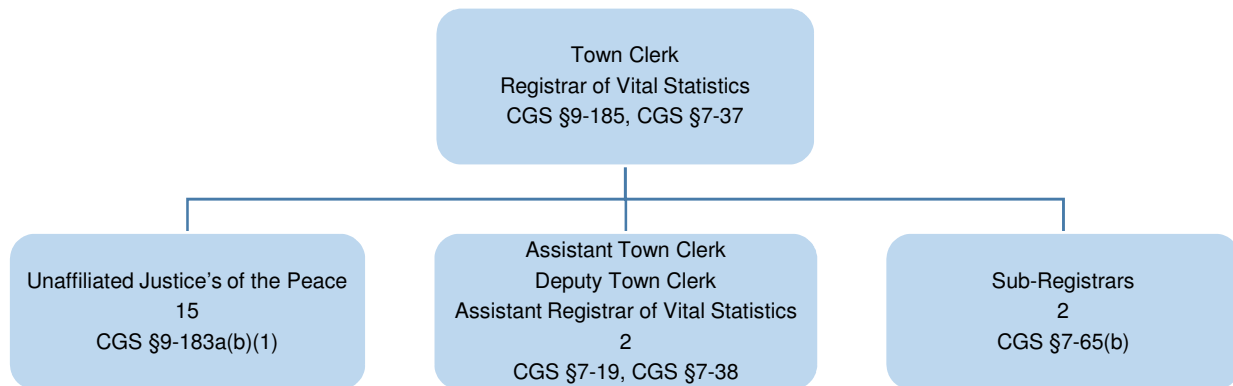 Town Clerk
Registrar of Vital Statistics
CGS §9-185, CGS §7-37
Unaffiliated Justice's of the Peace
15
CGS §9-183a(b)(1)
Assistant Town Clerk
Deputy Town Clerk
Assistant Registrar of Vital Statistics
2
CGS §7-19, CGS §7-38
Sub-Registrars
2
CGS §7-65(b)